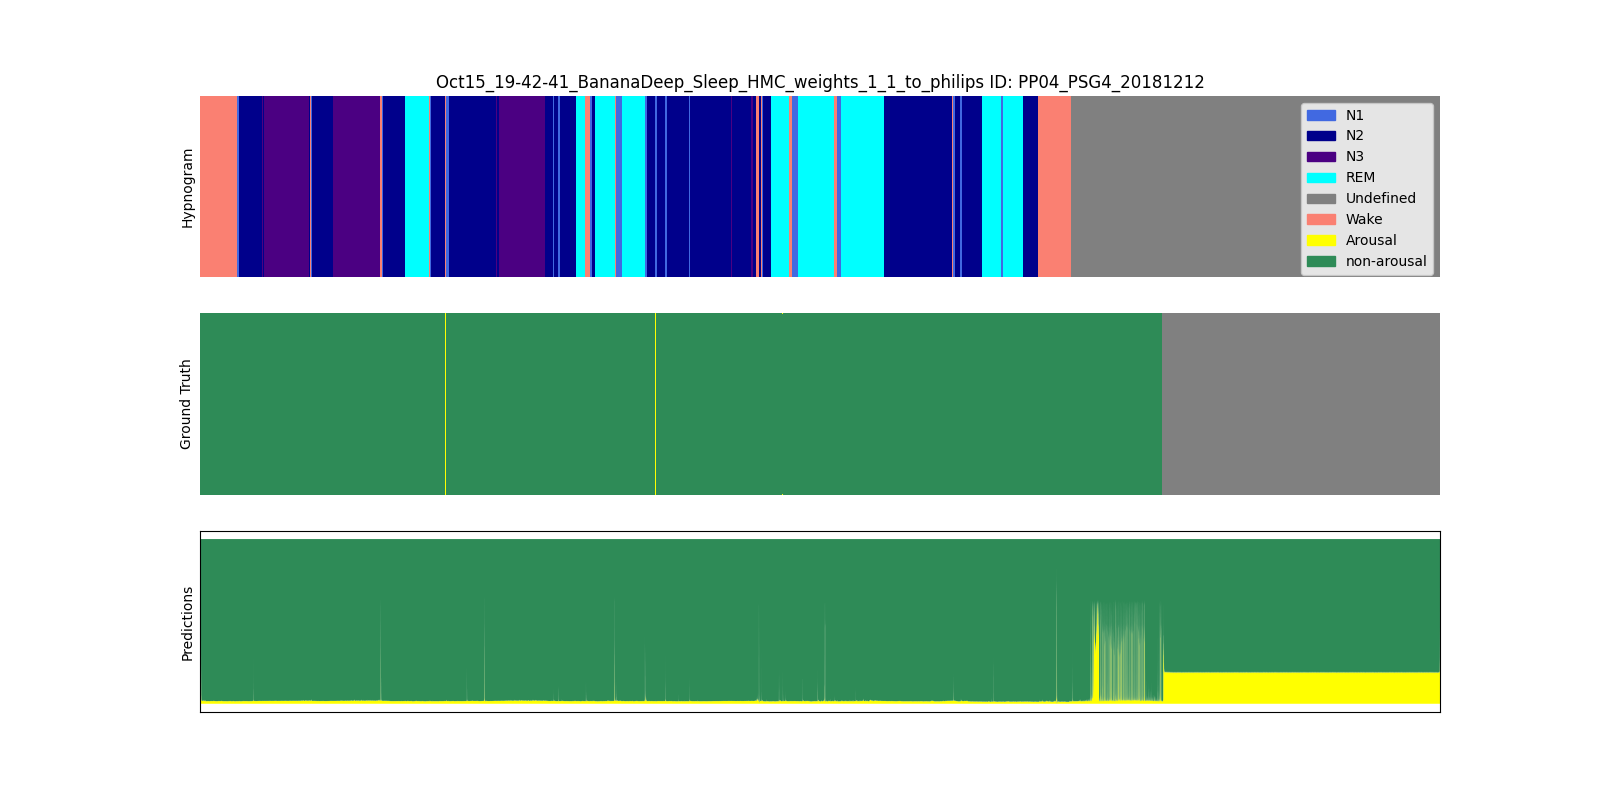 Oct15_19-42-41_BananaDeep_Sleep_HMC_weights_1_1_to_philips ID: PP04_PSG4_20181212
Hypnogram
N1
N2
N3
REM
Undefined
Wake
Arousal
non-arousal
Ground Truth
Predictions